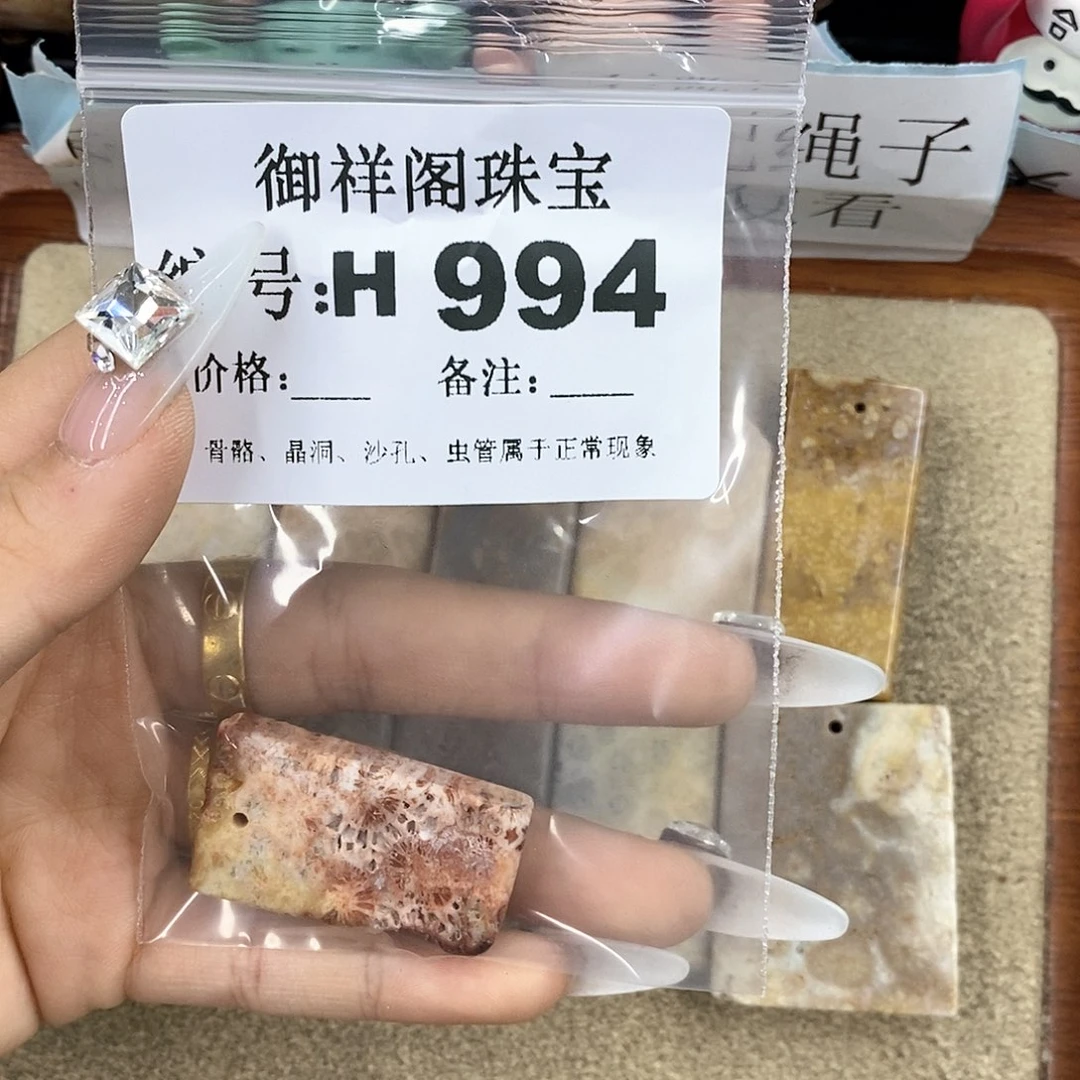 御祥阁珠宝
号:H 994
价格:____ 备注:____
骨骼、晶洞、沙孔、虫管属于正常现象
绳子
看